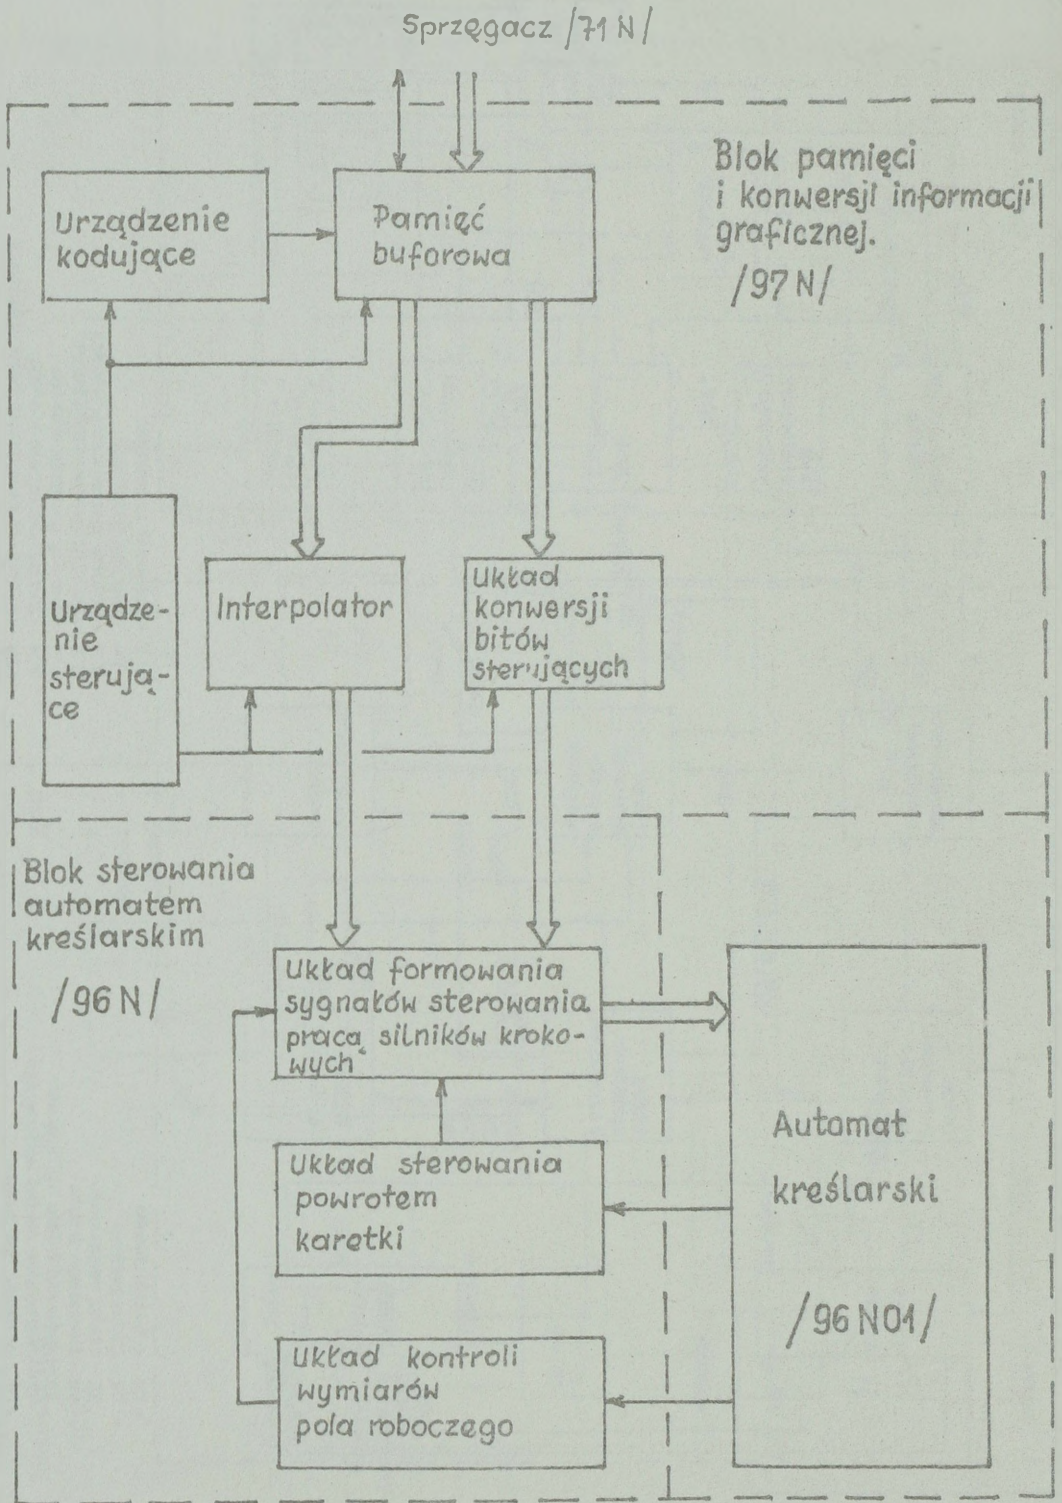 Sprzęgacz /71 N/
Blok pamięci
i konwersji informacji
graficznej.
/97 N/
Urządzenie
kodujące
Pamięć
buforowa
Urządze-
nie
sterują-
ce
Interpolator
Układ
konwersji
bitów
sterujących
Blok sterowania
automatem
kreślarskim
/96 N/
Układ formowania
sygnałów sterowania
pracą silników kroko-
wych
Układ sterowania
powrotem
karetki
Układ kontroli
wymiarów
pola roboczego
Automat
kreślarski
/96 N01/